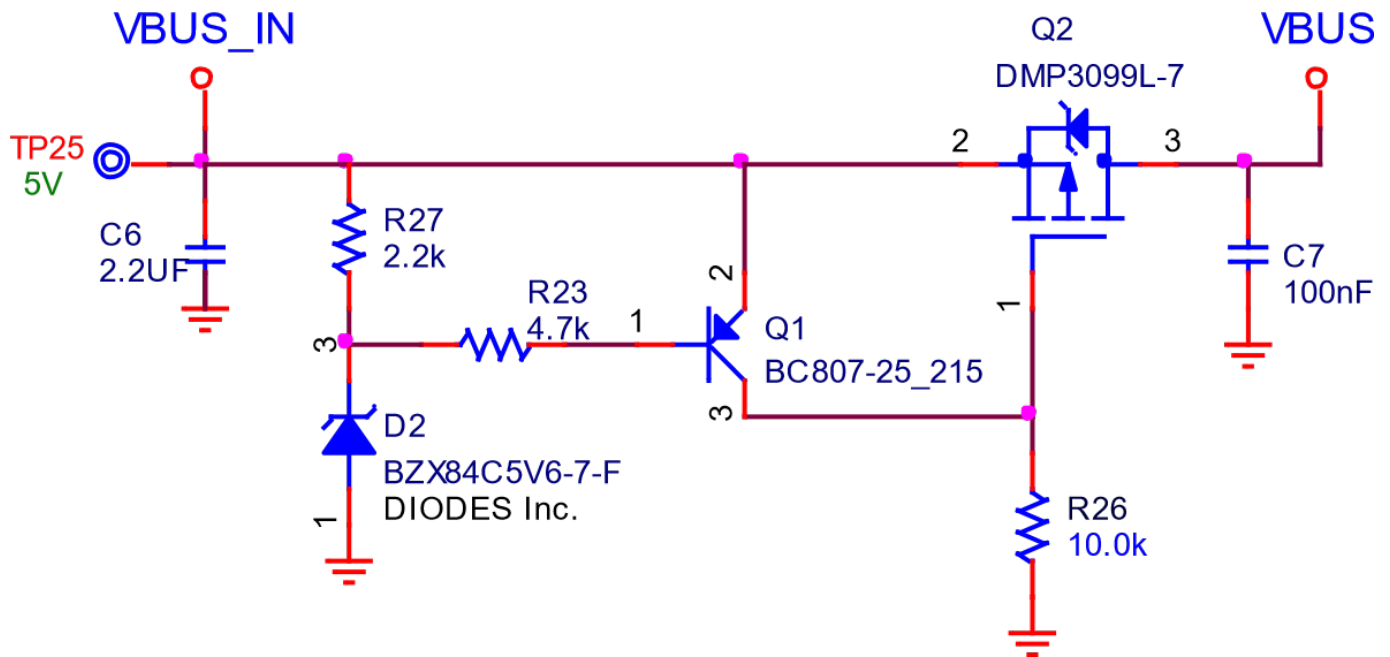 VBUS_IN
Q2
VBUS
DMP3099L-7
TP25
5V
2
3
C6
2.2UF
R27
2.2k
R23
4.7k
2
1
C7
100nF
3
1
Q1
BC807-25_215
3
D2
BZX84C5V6-7-F
DIODES Inc.
1
R26
10.0k